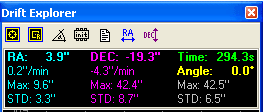 Drift Explorer
RA DEC
RA: 3.9" DEC: -19.3" Time: 294.3s
0.2"/min -4.3"/min Angle: 0.0°
Max: 9.6" Max: 42.4" Max: 42.5"
STD: 3.3" STD: 8.7" STD: 6.5"